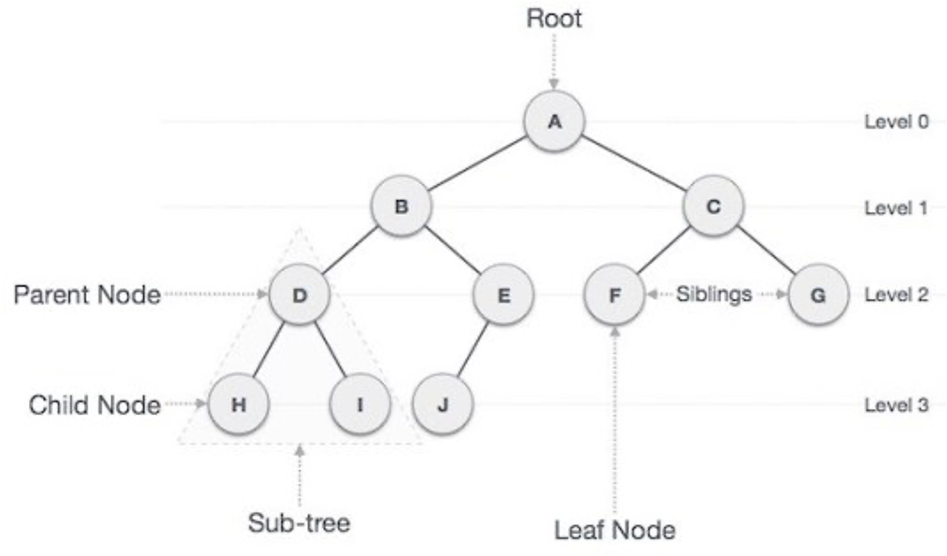 Root
A
Level 0
B
C
Level 1
Parent Node
D
E
F
Siblings
G
Level 2
Child Node
H
I
J
Level 3
Sub-tree
Leaf Node